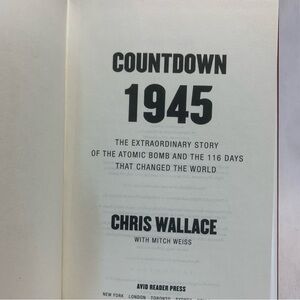 COUNTDOWN
1945
THE EXTRAORDINARY STORY
OF THE ATOMIC BOMB AND THE 116 DAYS
THAT CHANGED THE WORLD
CHRIS WALLACE
WITH MITCH WEISS
AVID READER PRESS
NEW YORK LONDON TORONTO SYDNEY